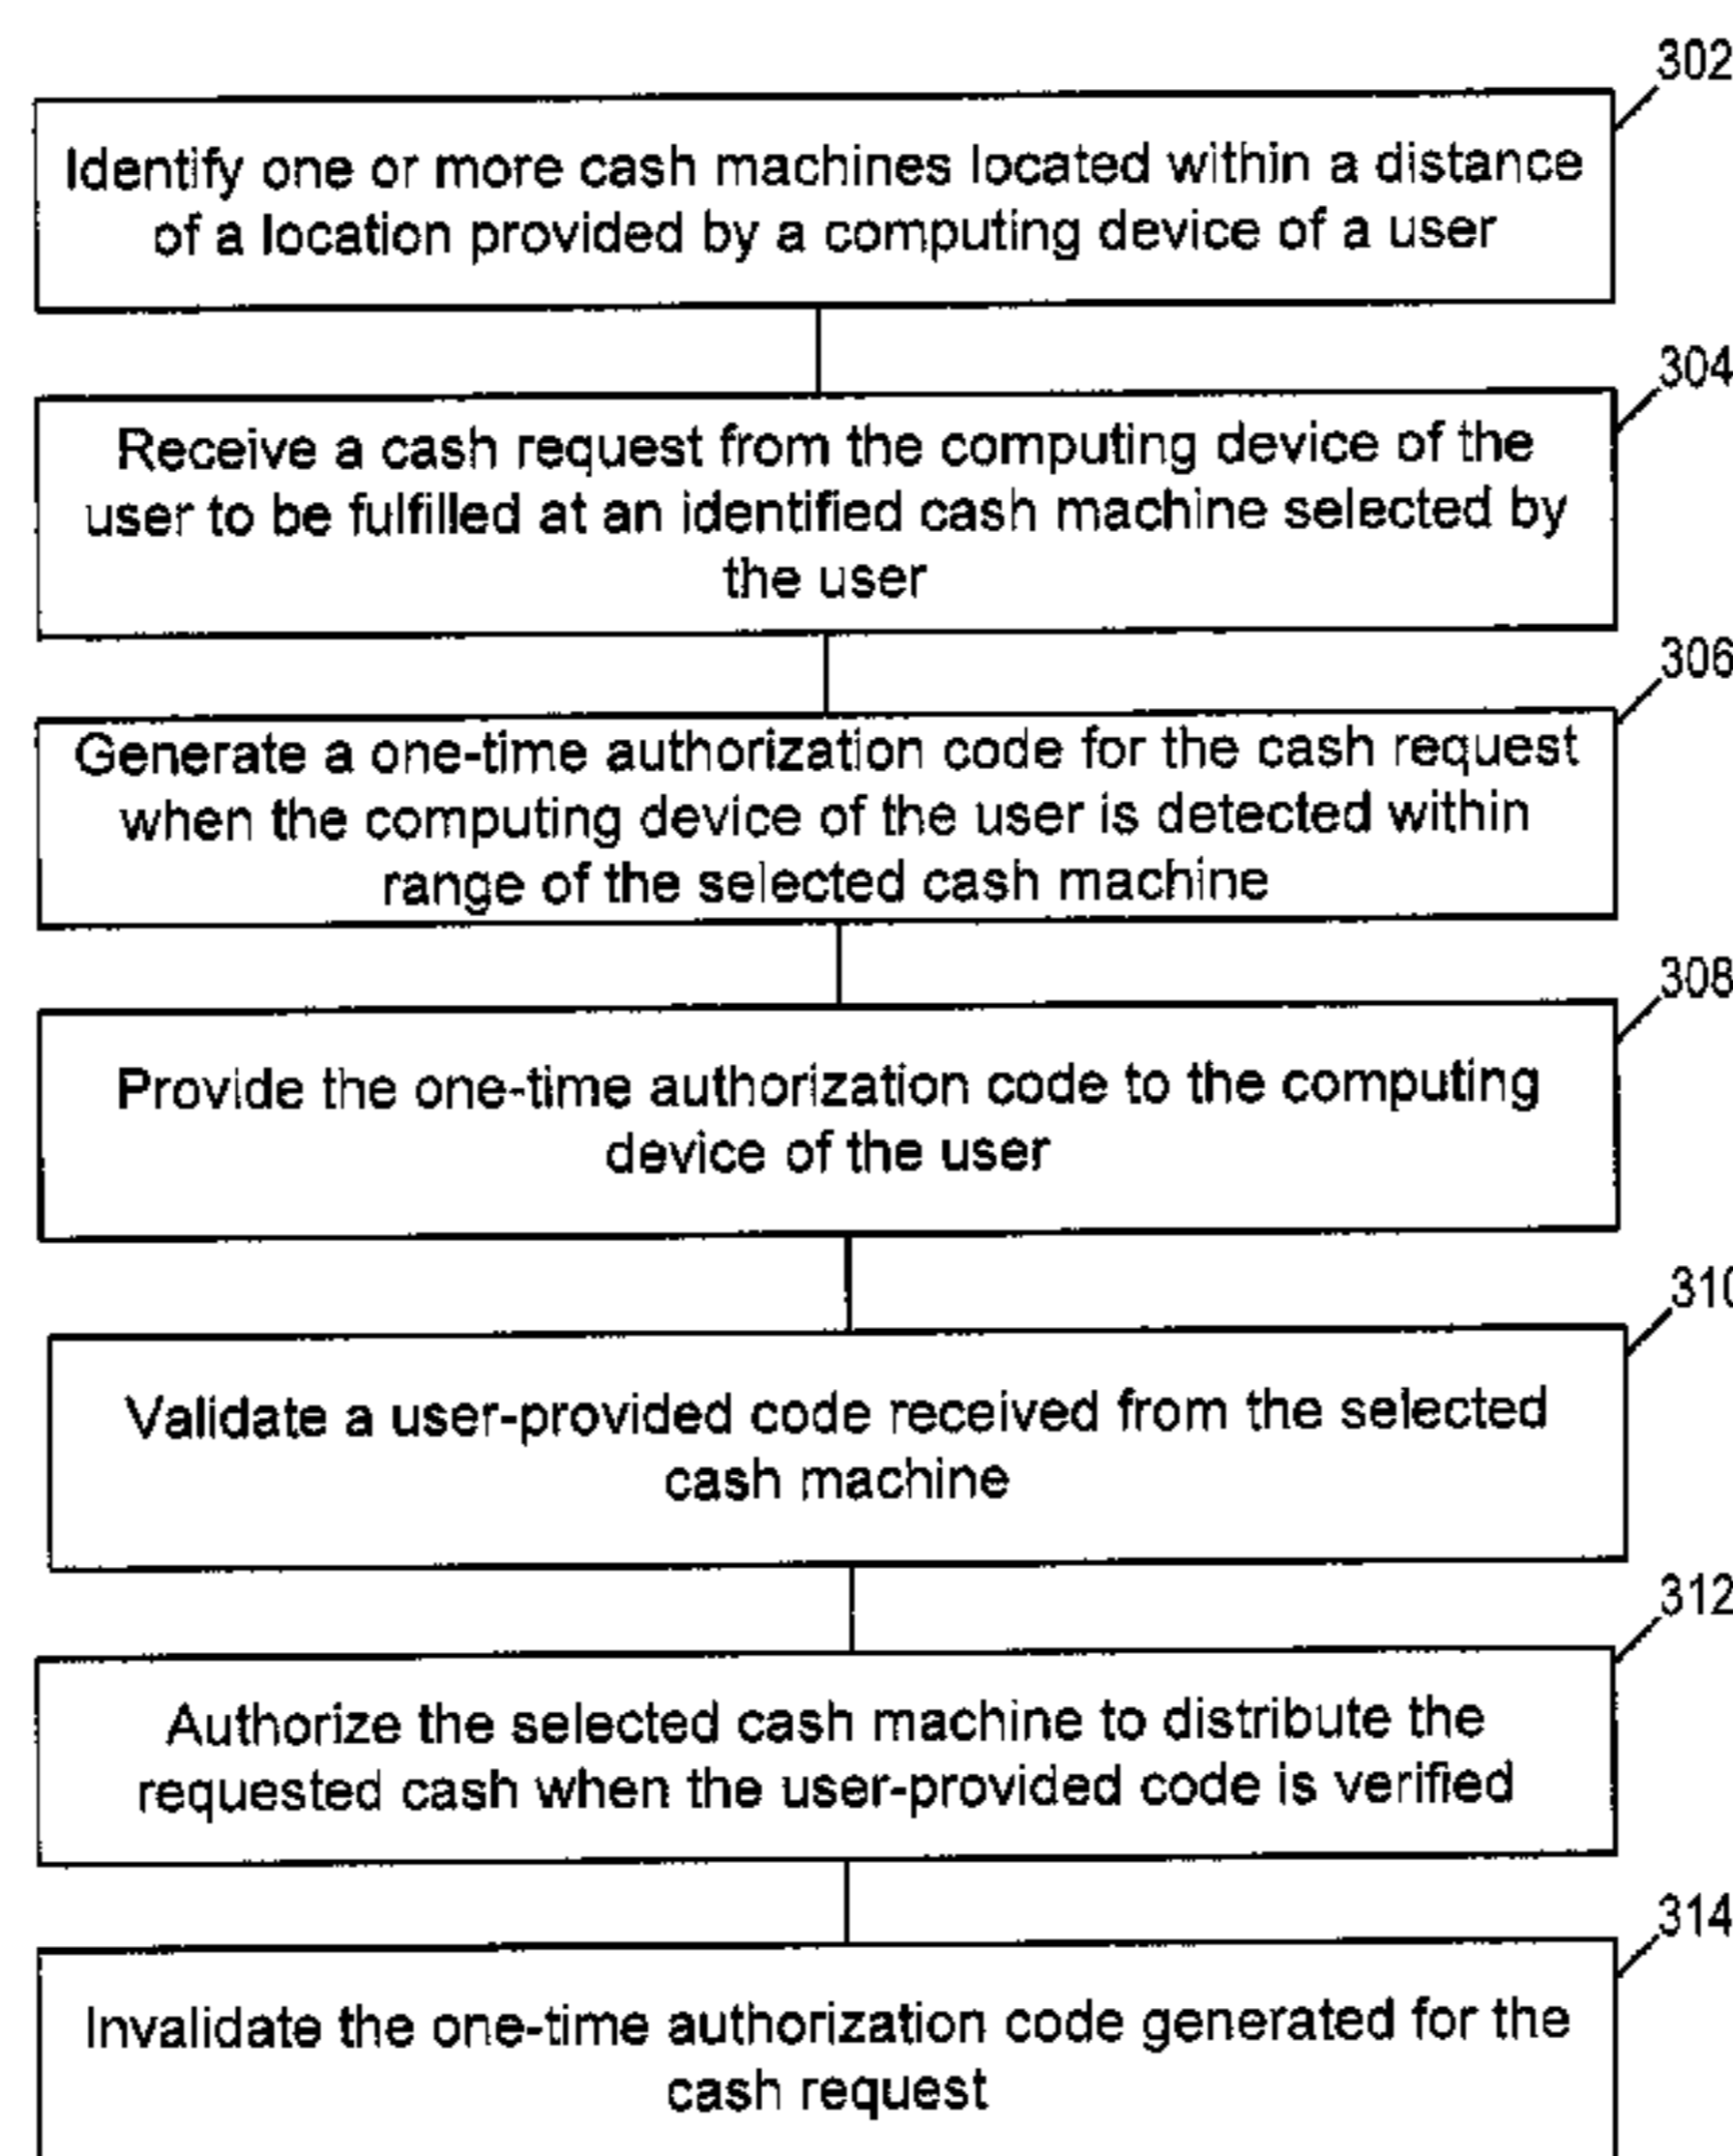 302
Identify one or more cash machines located within a distance
of a location provided by a computing device of a user
304
Receive a cash request from the computing device of the
user to be fulfilled at an identified cash machine selected by
the user
306
Generate a one-time authorization code for the cash request
when the computing device of the user is detected within
range of the selected cash machine
308
Provide the one-time authorization code to the computing
device of the user
310
Validate a user-provided code received from the selected
cash machine
312
Authorize the selected cash machine to distribute the
requested cash when the user-provided code is verified
314
Invalidate the one-time authorization code generated for the
cash request